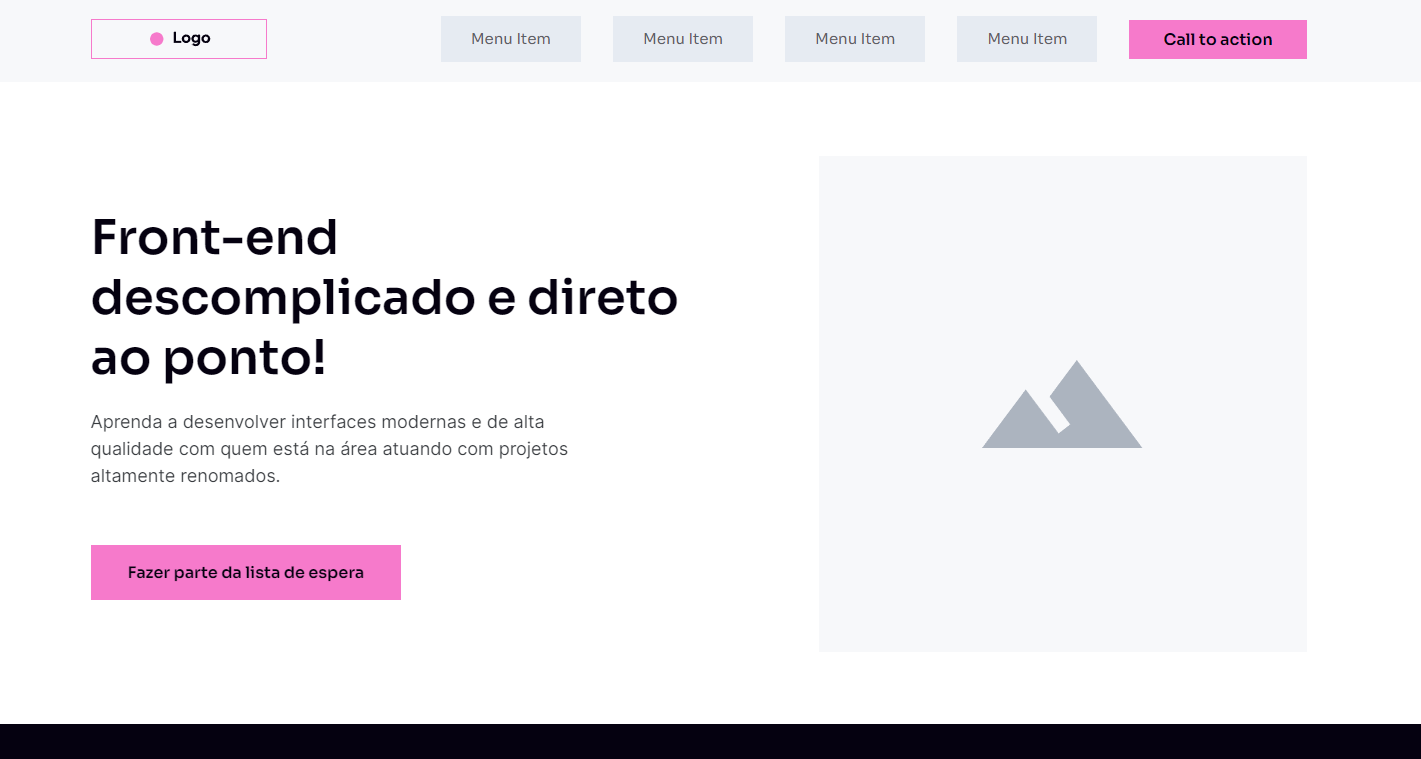 Logo
Menu Item
Menu Item
Menu Item
Menu Item
Call to action
Front-end
descomplicado e direto
ao ponto!
Aprenda a desenvolver interfaces modernas e de alta
qualidade com quem está na área atuando com projetos
altamente renomados.
Fazer parte da lista de espera